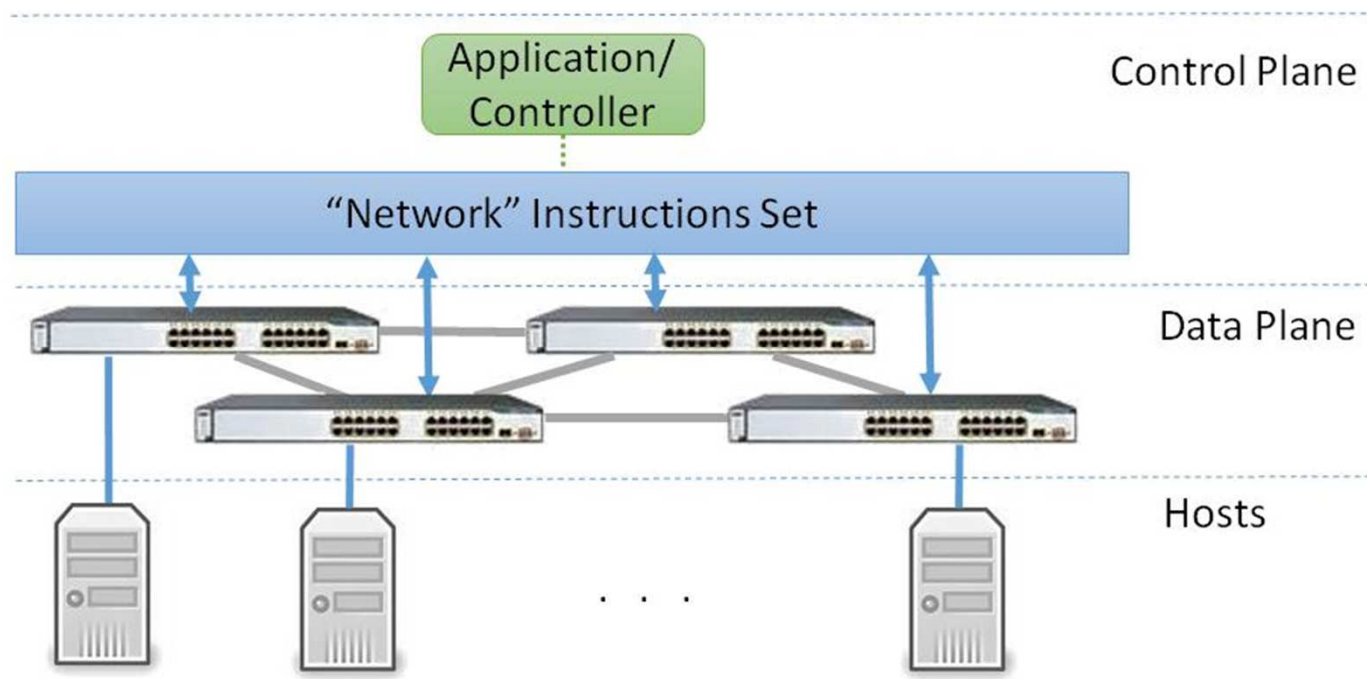 Application/
Controller
Control Plane
“Network” Instructions Set
Data Plane
Hosts
. . .